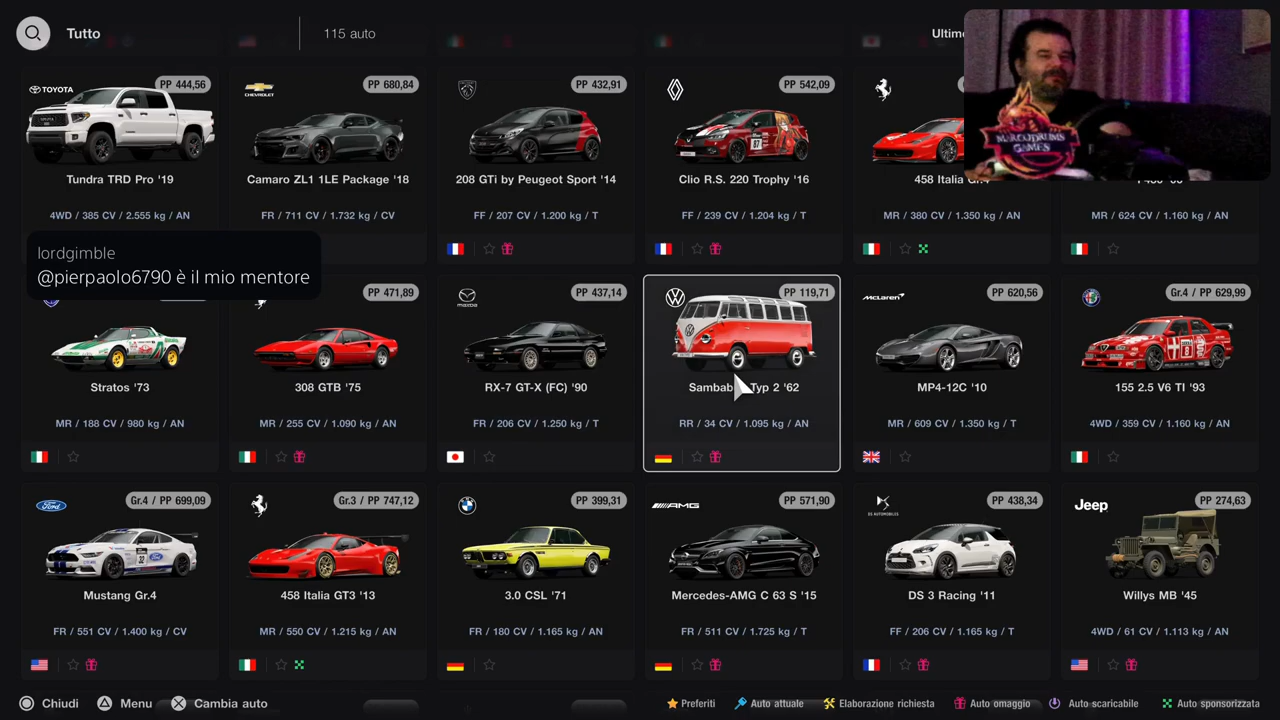 Tutto
115 auto
Ultime
TOYOTA
PP 444,56
Tundra TRD Pro '19
4WD / 385 CV / 2.555 kg / AN
CHEVROLET
PP 680,84
Camaro ZL1 1LE Package '18
FR / 711 CV / 1.732 kg / CV
PP 432,91
208 GTi by Peugeot Sport '14
FF / 207 CV / 1.200 kg / T
PP 542,09
Clio R.S. 220 Trophy '16
FF / 239 CV / 1.204 kg / T
458 Italia Gr.4
MR / 380 CV / 1.350 kg / AN
MR / 624 CV / 1.160 kg / AN
MARCODRUMS
GAMES
lordgimble
@pierpaolo6790 è il mio mentore
Stratos '73
MR / 188 CV / 980 kg / AN
PP 471,89
308 GTB '75
MR / 255 CV / 1.090 kg / AN
mazda
PP 437,14
RX-7 GT-X (FC) '90
FR / 206 CV / 1.250 kg / T
PP 119,71
Sambab Typ 2 '62
RR / 34 CV / 1.095 kg / AN
McLaren
PP 620,56
MP4-12C '10
MR / 609 CV / 1.350 kg / T
Gr.4 / PP 629,99
155 2.5 V6 TI '93
4WD / 359 CV / 1.160 kg / AN
Ford
Gr.4 / PP 699,09
Mustang Gr.4
FR / 551 CV / 1.400 kg / CV
Gr.3 / PP 747,12
458 Italia GT3 '13
MR / 550 CV / 1.215 kg / AN
PP 399,31
3.0 CSL '71
FR / 180 CV / 1.165 kg / AN
AMG
PP 571,90
Mercedes-AMG C 63 S '15
FR / 511 CV / 1.725 kg / T
DS AUTOMOBILES
PP 438,34
DS 3 Racing '11
FF / 206 CV / 1.165 kg / T
Jeep
PP 274,63
Willys MB '45
4WD / 61 CV / 1.113 kg / AN
Chiudi
Menu
Cambia auto
Preferiti
Auto attuale
Elaborazione richiesta
Auto omaggio
Auto scaricabile
Auto sponsorizzata